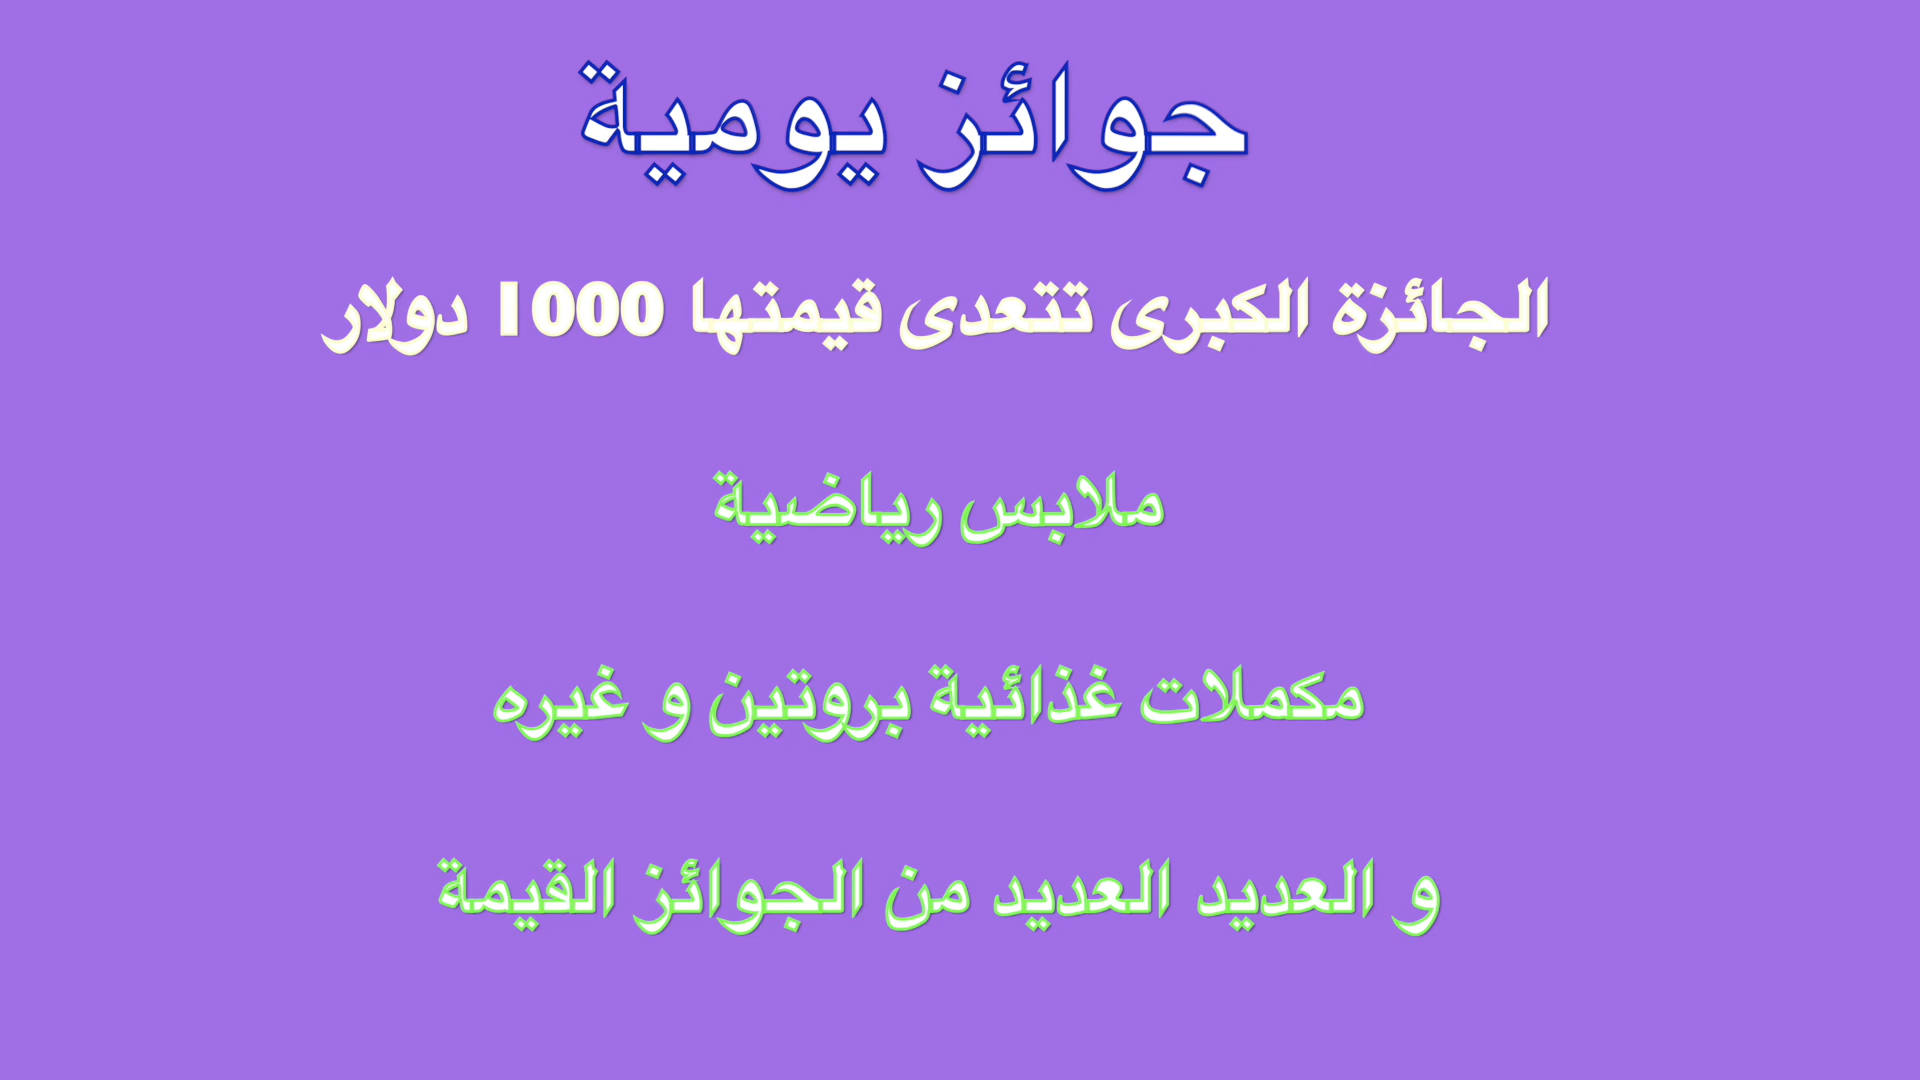 جوائز يومية
الجائزة الكبرى تتعدى قيمتها 1000 دولار
ملابس رياضية
مكملات غذائية بروتين و غيره
و العديد العديد من الجوائز القيمة